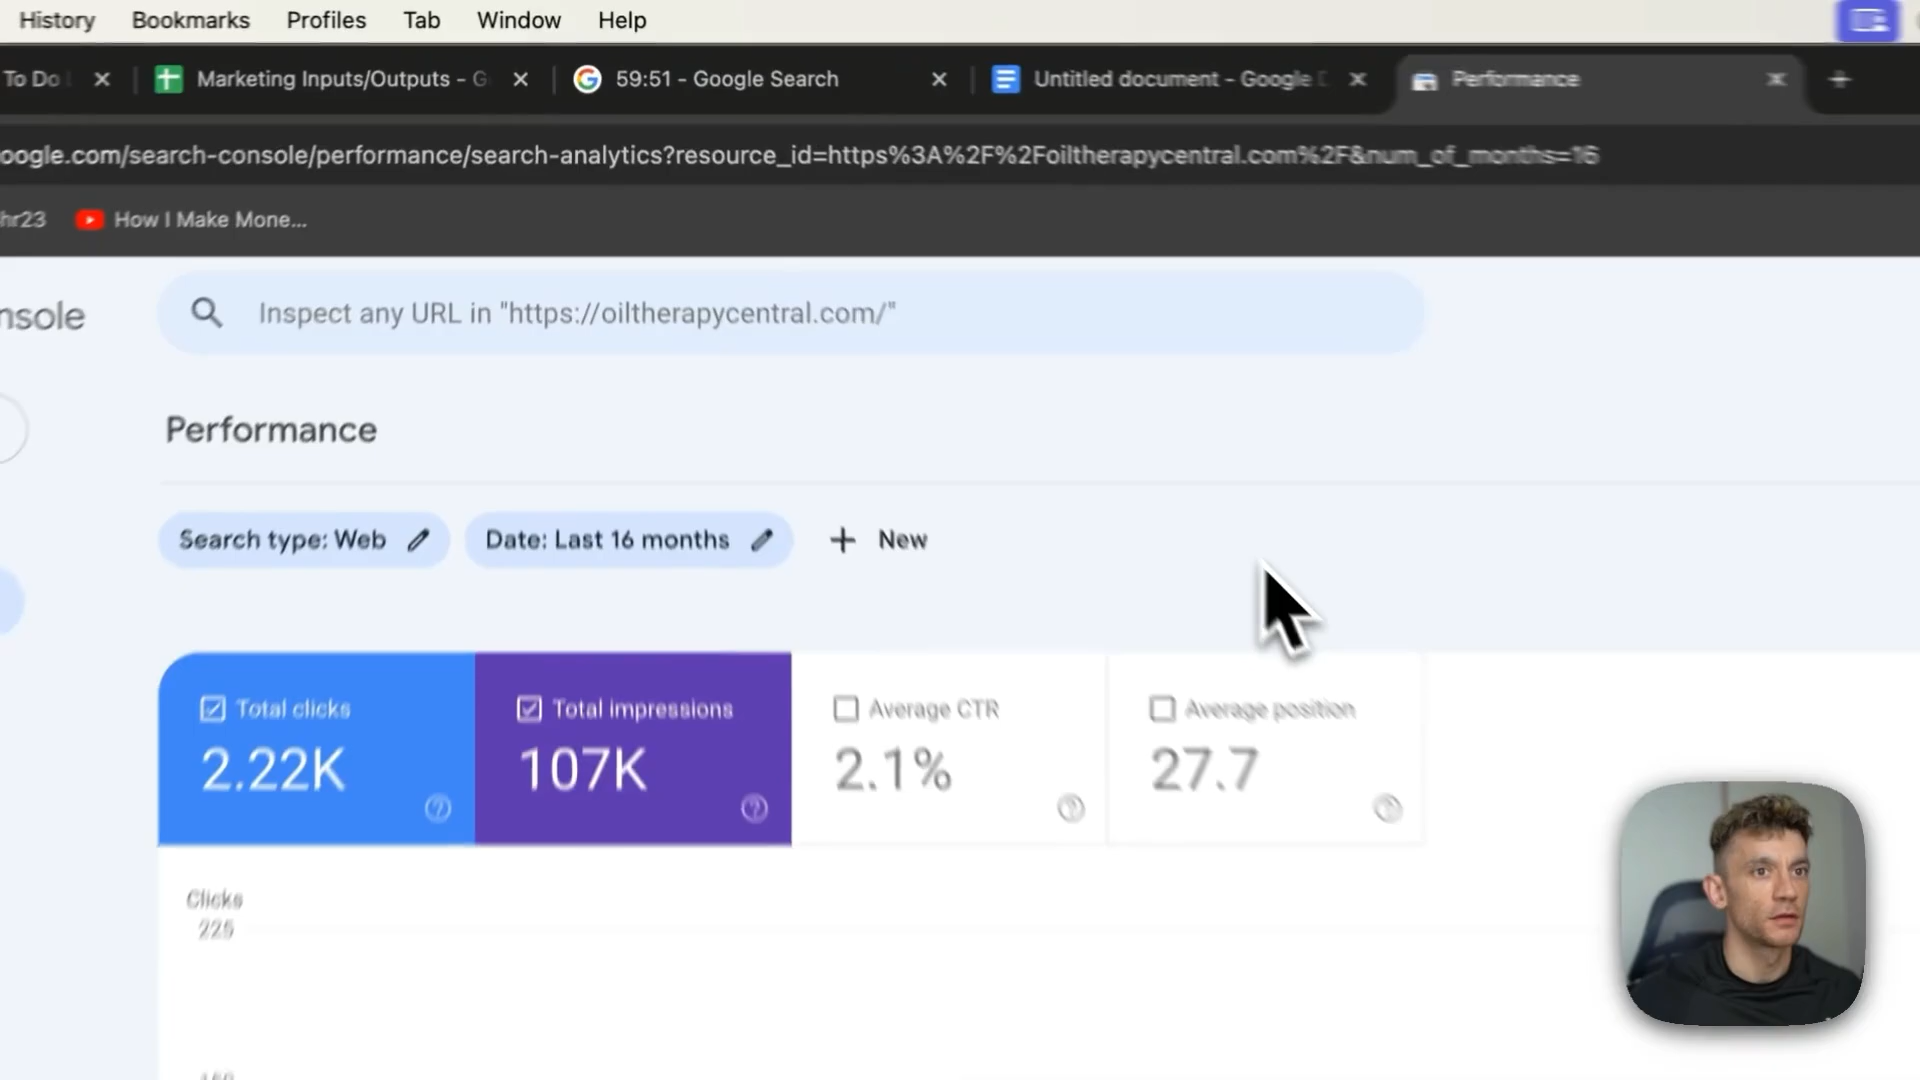 History Bookmarks Profiles Tab Window Help
To Do Marketing Inputs/Outputs - G 59:51 - Google Search Untitled document - Google D Performance
oogle.com/search-console/performance/search-analytics?resource_id=https%3A%2F%2Foiltherapycentral.com%2F&num_of_months=16
hr23 How I Make Mone...
nsole
Inspect any URL in "https://oiltherapycentral.com/"
Performance
Search type: Web Date: Last 16 months + New
Total clicks Total impressions Average CTR Average position
2.22K 107K 2.1% 27.7
Clicks
225